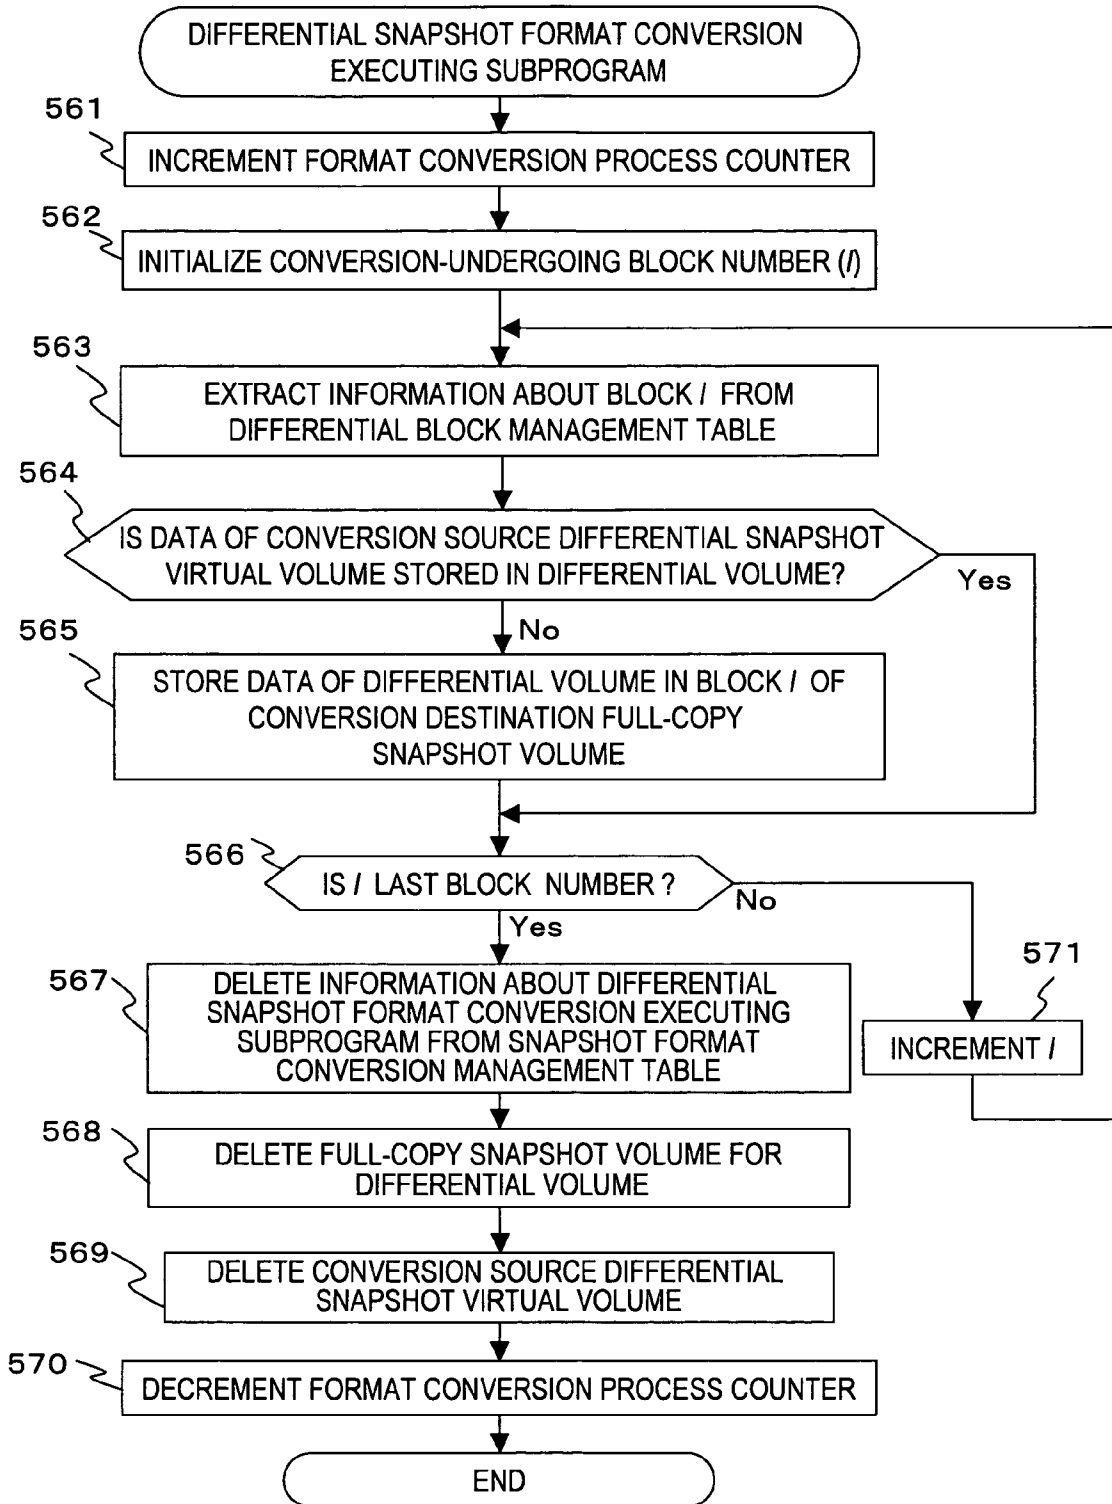 DIFFERENTIAL SNAPSHOT FORMAT CONVERSION
EXECUTING SUBPROGRAM
561
INCREMENT FORMAT CONVERSION PROCESS COUNTER
562
INITIALIZE CONVERSION-UNDERGOING BLOCK NUMBER (I)
563
EXTRACT INFORMATION ABOUT BLOCK I FROM
DIFFERENTIAL BLOCK MANAGEMENT TABLE
564
IS DATA OF CONVERSION SOURCE DIFFERENTIAL SNAPSHOT
VIRTUAL VOLUME STORED IN DIFFERENTIAL VOLUME?
Yes
No
565
STORE DATA OF DIFFERENTIAL VOLUME IN BLOCK I OF
CONVERSION DESTINATION FULL-COPY
SNAPSHOT VOLUME
566
IS I LAST BLOCK NUMBER ?
No
Yes
567
DELETE INFORMATION ABOUT DIFFERENTIAL
SNAPSHOT FORMAT CONVERSION EXECUTING
SUBPROGRAM FROM SNAPSHOT FORMAT
CONVERSION MANAGEMENT TABLE
571
INCREMENT I
568
DELETE FULL-COPY SNAPSHOT VOLUME FOR
DIFFERENTIAL VOLUME
569
DELETE CONVERSION SOURCE DIFFERENTIAL
SNAPSHOT VIRTUAL VOLUME
570
DECREMENT FORMAT CONVERSION PROCESS COUNTER
END